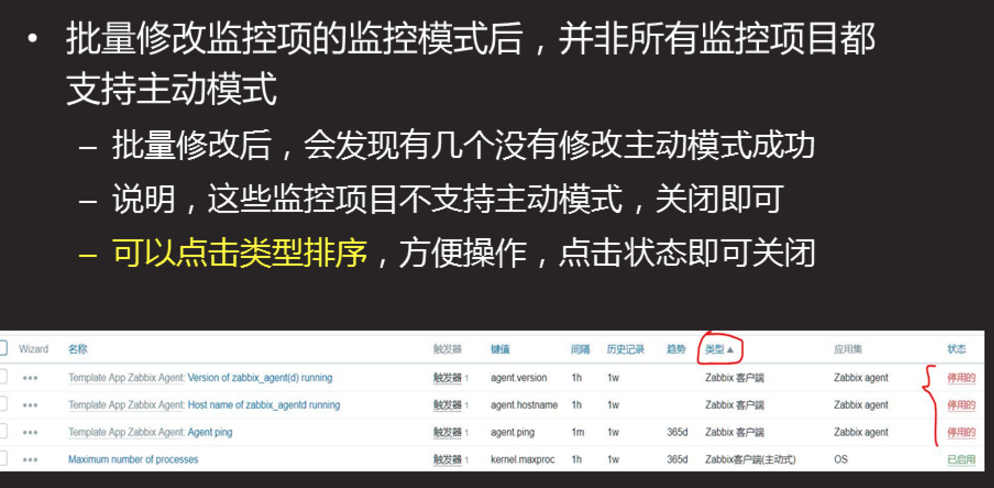 • 批量修改监控项的监控模式后，并非所有监控项目都
支持主动模式
– 批量修改后，会发现有几个没有修改主动模式成功
– 说明，这些监控项目不支持主动模式，关闭即可
– 可以点击类型排序，方便操作，点击状态即可关闭
Wizard 名称 触发器 键值 间隔 历史记录 趋势 类型 ▲ 应用集 状态
••• Template App Zabbix Agent: Version of zabbix_agent(d) running 触发器 1 agent.version 1h 1w Zabbix 客户端 Zabbix agent 停用的
••• Template App Zabbix Agent: Host name of zabbix_agentd running 触发器 1 agent.hostname 1h 1w Zabbix 客户端 Zabbix agent 停用的
••• Template App Zabbix Agent: Agent ping 触发器 1 agent.ping 1m 1w 365d Zabbix 客户端 Zabbix agent 停用的
••• Maximum number of processes 触发器 1 kernel.maxproc 1h 1w 365d Zabbix客户端(主动式) OS 已启用